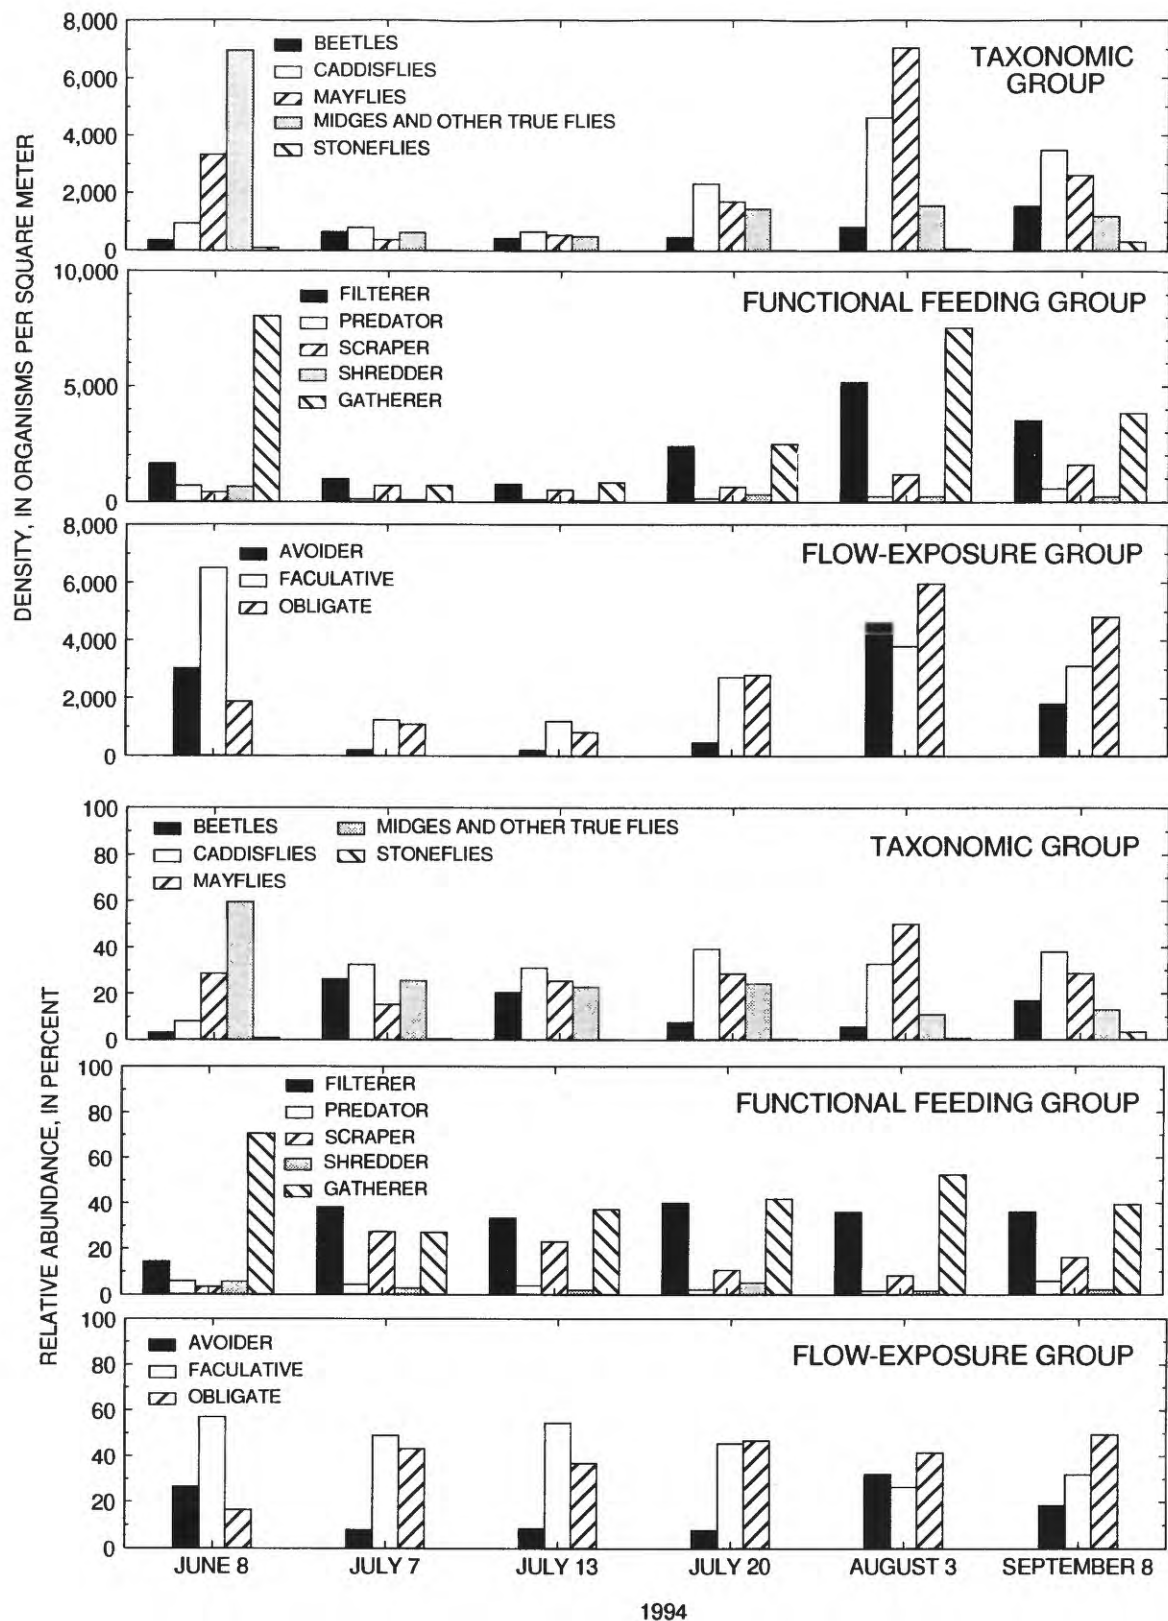 DENSITY, IN ORGANISMS PER SQUARE METER
8,000
6,000
4,000
2,000
0
BEETLES
CADDISFLIES
MAYFLIES
MIDGES AND OTHER TRUE FLIES
STONEFLIES
TAXONOMIC
GROUP
10,000
5,000
0
FILTERER
PREDATOR
SCRAPER
SHREDDER
GATHERER
FUNCTIONAL FEEDING GROUP
8,000
6,000
4,000
2,000
0
AVOIDER
FACULATIVE
OBLIGATE
FLOW-EXPOSURE GROUP
RELATIVE ABUNDANCE, IN PERCENT
100
80
60
40
20
0
BEETLES
CADDISFLIES
MAYFLIES
MIDGES AND OTHER TRUE FLIES
STONEFLIES
TAXONOMIC GROUP
100
80
60
40
20
0
FILTERER
PREDATOR
SCRAPER
SHREDDER
GATHERER
FUNCTIONAL FEEDING GROUP
100
80
60
40
20
0
AVOIDER
FACULATIVE
OBLIGATE
FLOW-EXPOSURE GROUP
JUNE 8 JULY 7 JULY 13 JULY 20 AUGUST 3 SEPTEMBER 8
1994